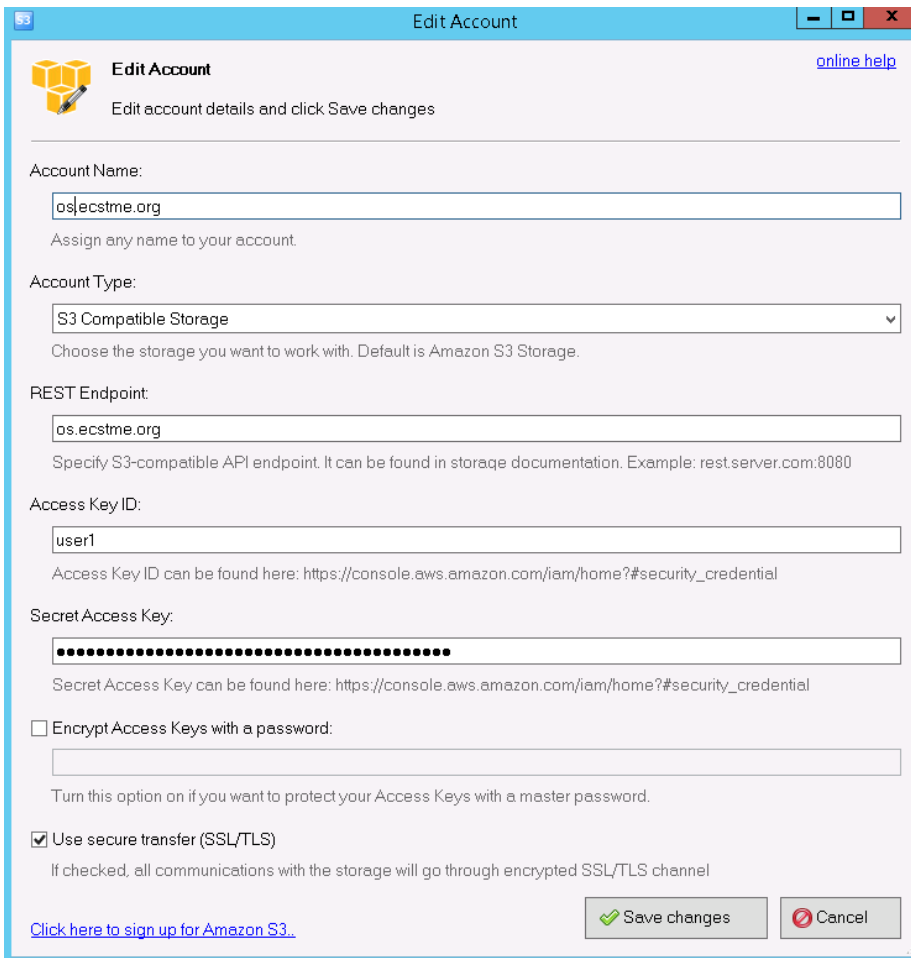 S3
Edit Account
Edit Account
online help
Edit account details and click Save changes
Account Name:
os.ecstme.org
Assign any name to your account.
Account Type:
S3 Compatible Storage
Choose the storage you want to work with. Default is Amazon S3 Storage.
REST Endpoint:
os.ecstme.org
Specify S3-compatible API endpoint. It can be found in storage documentation. Example: rest.server.com:8080
Access Key ID:
user1
Access Key ID can be found here: https://console.aws.amazon.com/iam/home?#security_credential
Secret Access Key:
●●●●●●●●●●●●●●●●●●●●●●●●●●●●●●●●●●●●●●●●
Secret Access Key can be found here: https://console.aws.amazon.com/iam/home?#security_credential
Encrypt Access Keys with a password:
Turn this option on if you want to protect your Access Keys with a master password.
Use secure transfer (SSL/TLS)
If checked, all communications with the storage will go through encrypted SSL/TLS channel
Click here to sign up for Amazon S3..
Save changes
Cancel